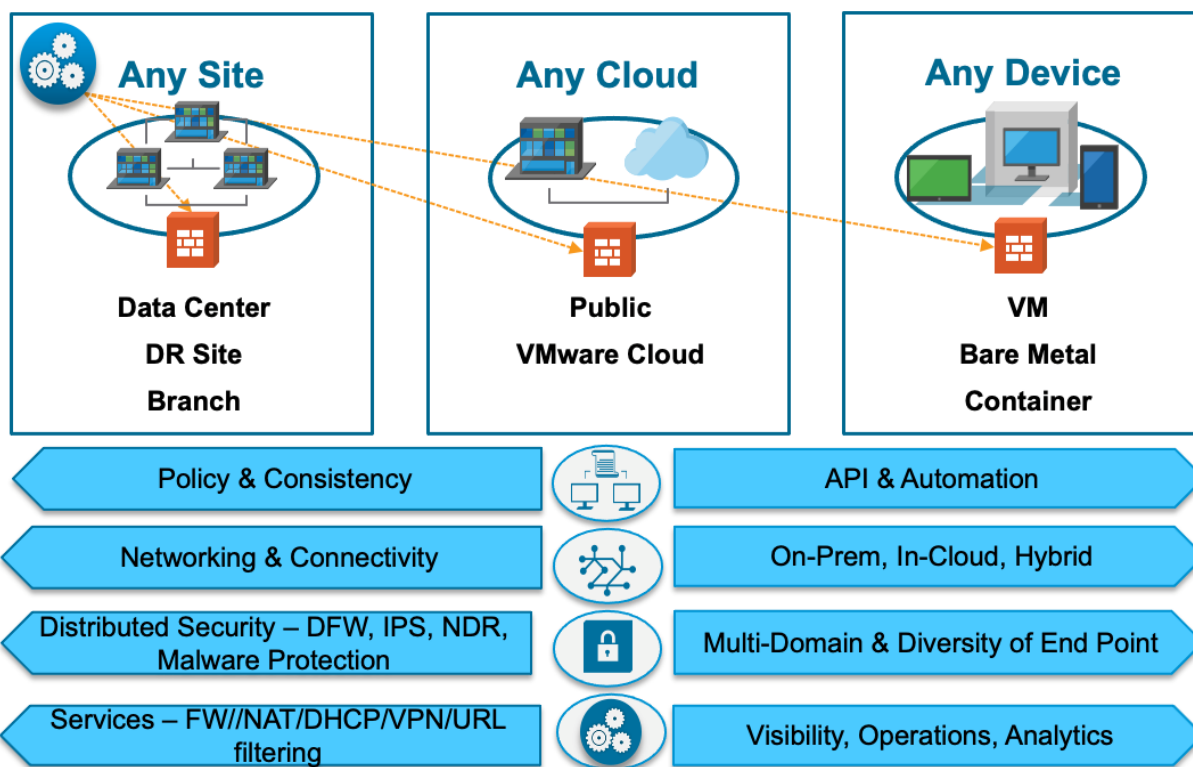 Any Site
Any Cloud
Any Device
Data Center
DR Site
Branch
Public
VMware Cloud
VM
Bare Metal
Container
Policy & Consistency
API & Automation
Networking & Connectivity
On-Prem, In-Cloud, Hybrid
Distributed Security – DFW, IPS, NDR,
Malware Protection
Multi-Domain & Diversity of End Point
Services – FW//NAT/DHCP/VPN/URL
filtering
Visibility, Operations, Analytics